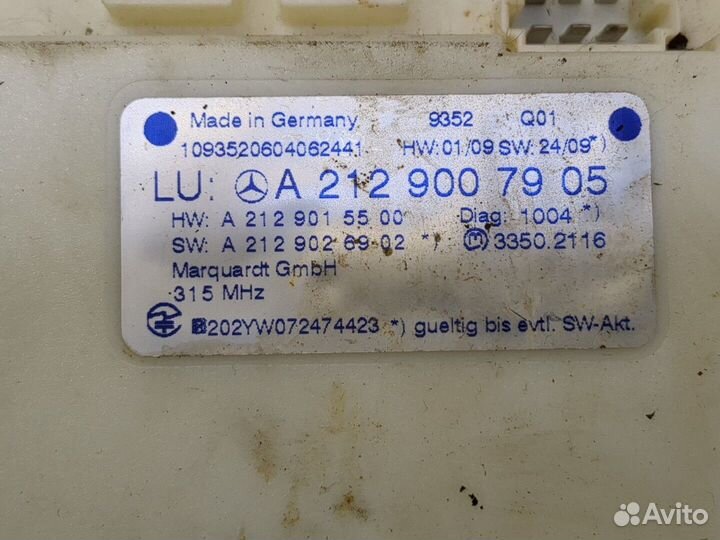 Made in Germany 9352 Q01
1093520604062441 HW: 01/09 SW: 24/09 *)
LU: A 212 900 79 05
HW: A 212 901 55 00 Diag: 1004 *)
SW: A 212 902 69 02 *) 3350.2116
Marquardt GmbH
315 MHz
202YW072474423 *) gueltig bis evtl. SW-Akt.
Avito